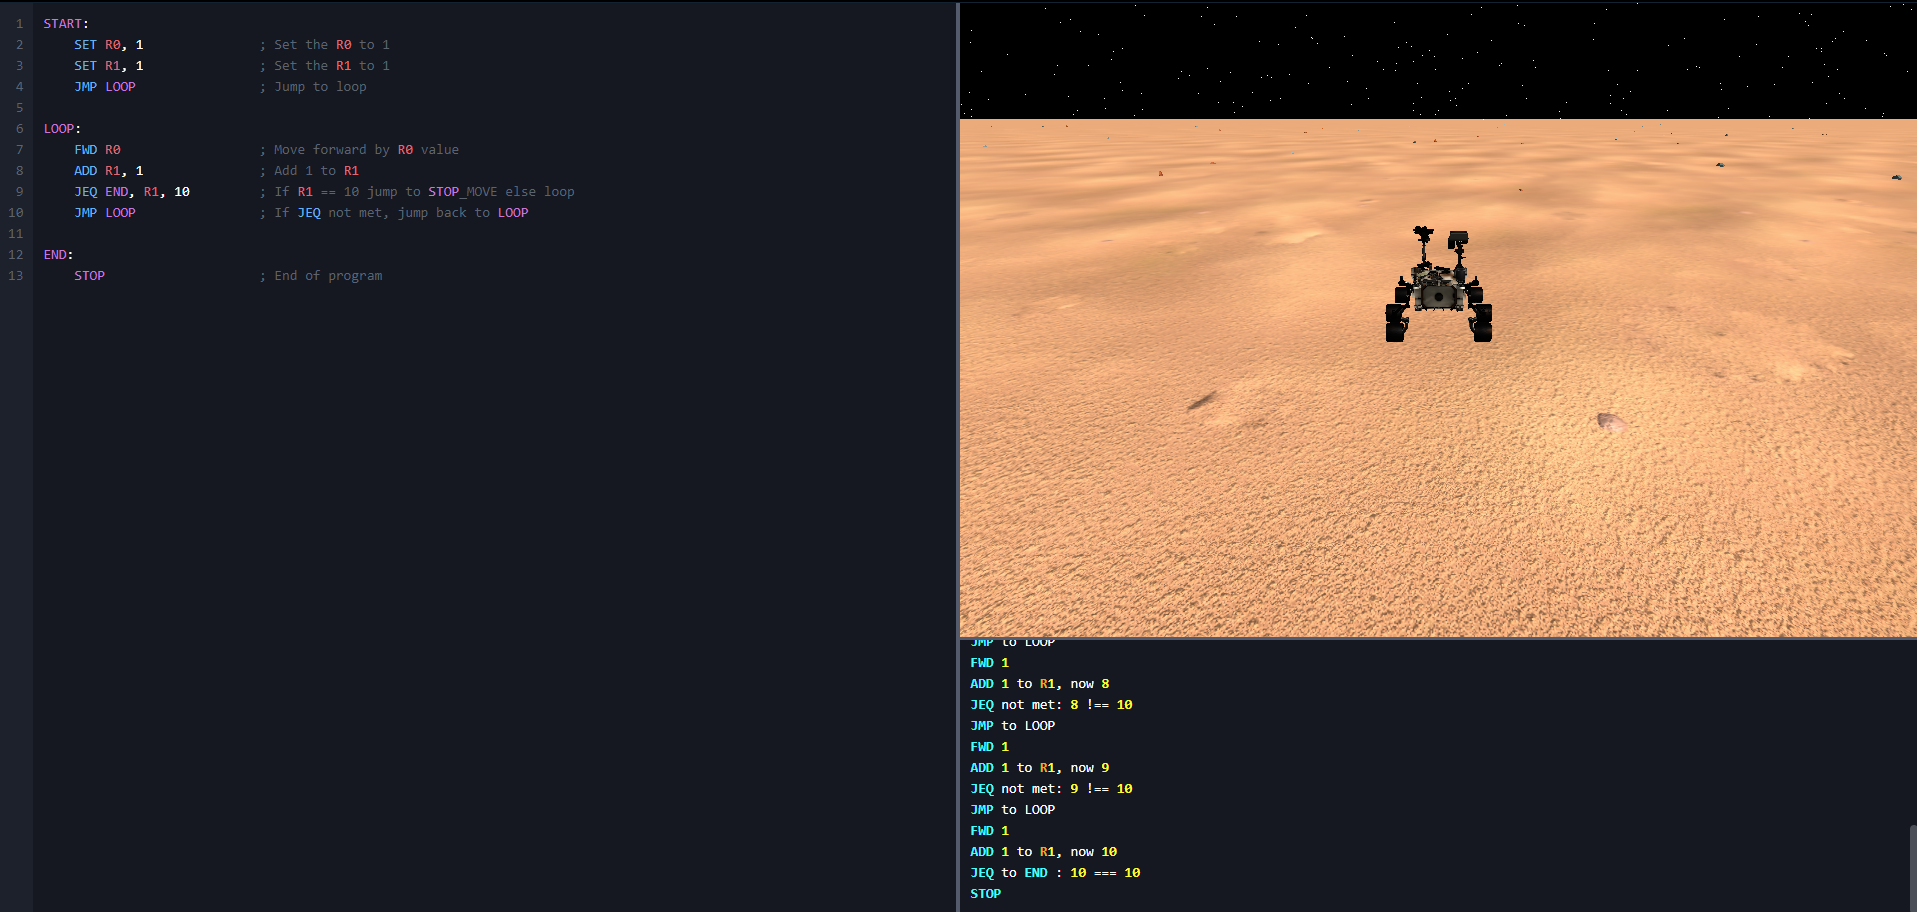 1 START:
2 SET R0, 1 ; Set the R0 to 1
3 SET R1, 1 ; Set the R1 to 1
4 JMP LOOP ; Jump to loop
5
6 LOOP:
7 FWD R0 ; Move forward by R0 value
8 ADD R1, 1 ; Add 1 to R1
9 JEQ END, R1, 10 ; If R1 == 10 jump to STOP_MOVE else loop
10 JMP LOOP ; If JEQ not met, jump back to LOOP
11
12 END:
13 STOP ; End of program
JMP to LOOP
FWD 1
ADD 1 to R1, now 8
JEQ not met: 8 !== 10
JMP to LOOP
FWD 1
ADD 1 to R1, now 9
JEQ not met: 9 !== 10
JMP to LOOP
FWD 1
ADD 1 to R1, now 10
JEQ to END : 10 === 10
STOP